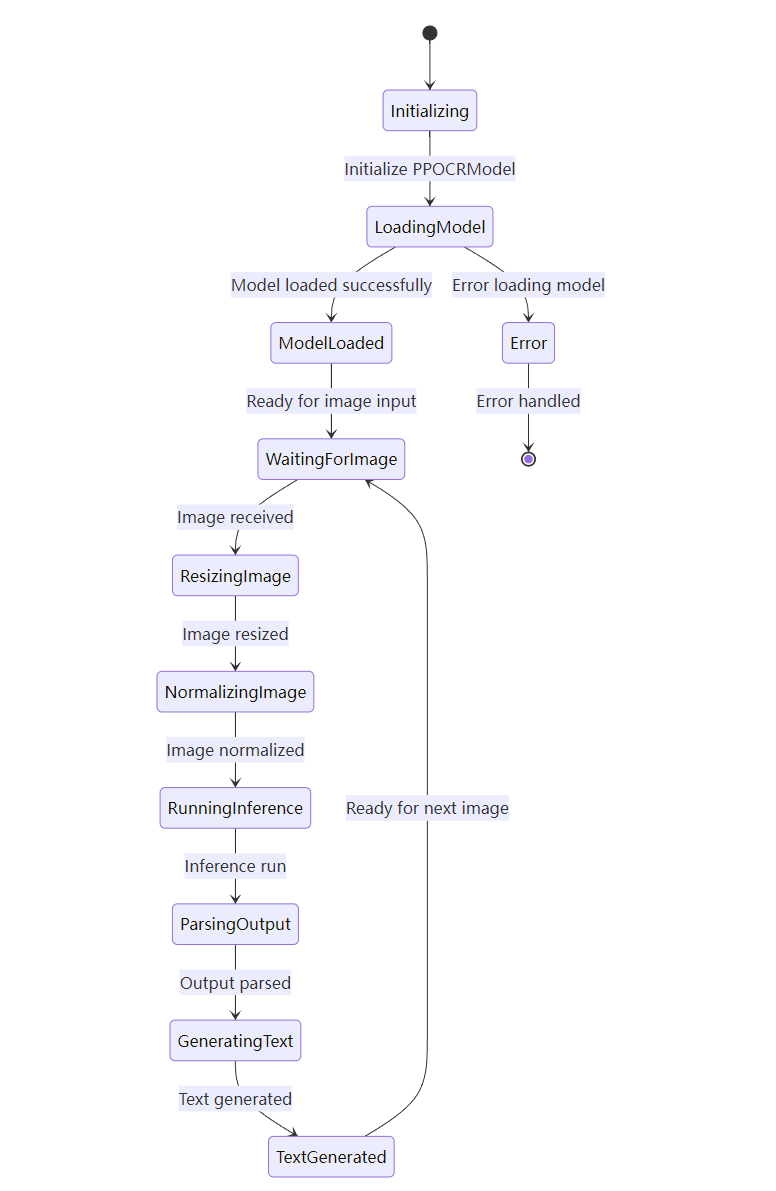 Initializing
Initialize PPOCRModel
LoadingModel
Model loaded successfully
Error loading model
ModelLoaded
Error
Ready for image input
Error handled
WaitingForImage
Image received
ResizingImage
Image resized
NormalizingImage
Image normalized
RunningInference
Ready for next image
Inference run
ParsingOutput
Output parsed
GeneratingText
Text generated
TextGenerated